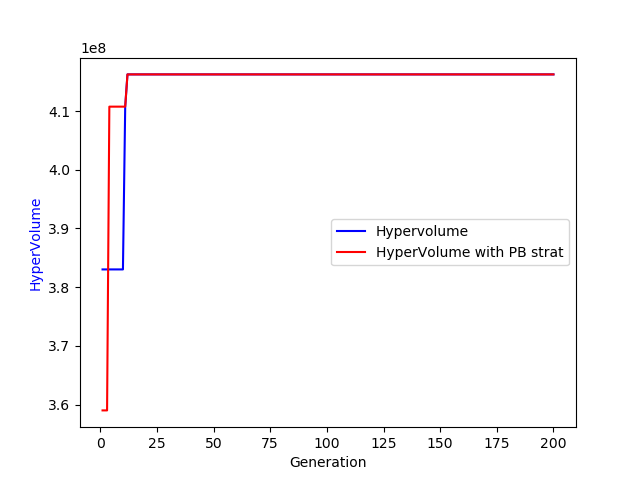 1e8
4.1
4.0
3.9
3.8
3.7
3.6
HyperVolume
Hypervolume
HyperVolume with PB strat
0 25 50 75 100 125 150 175 200
Generation